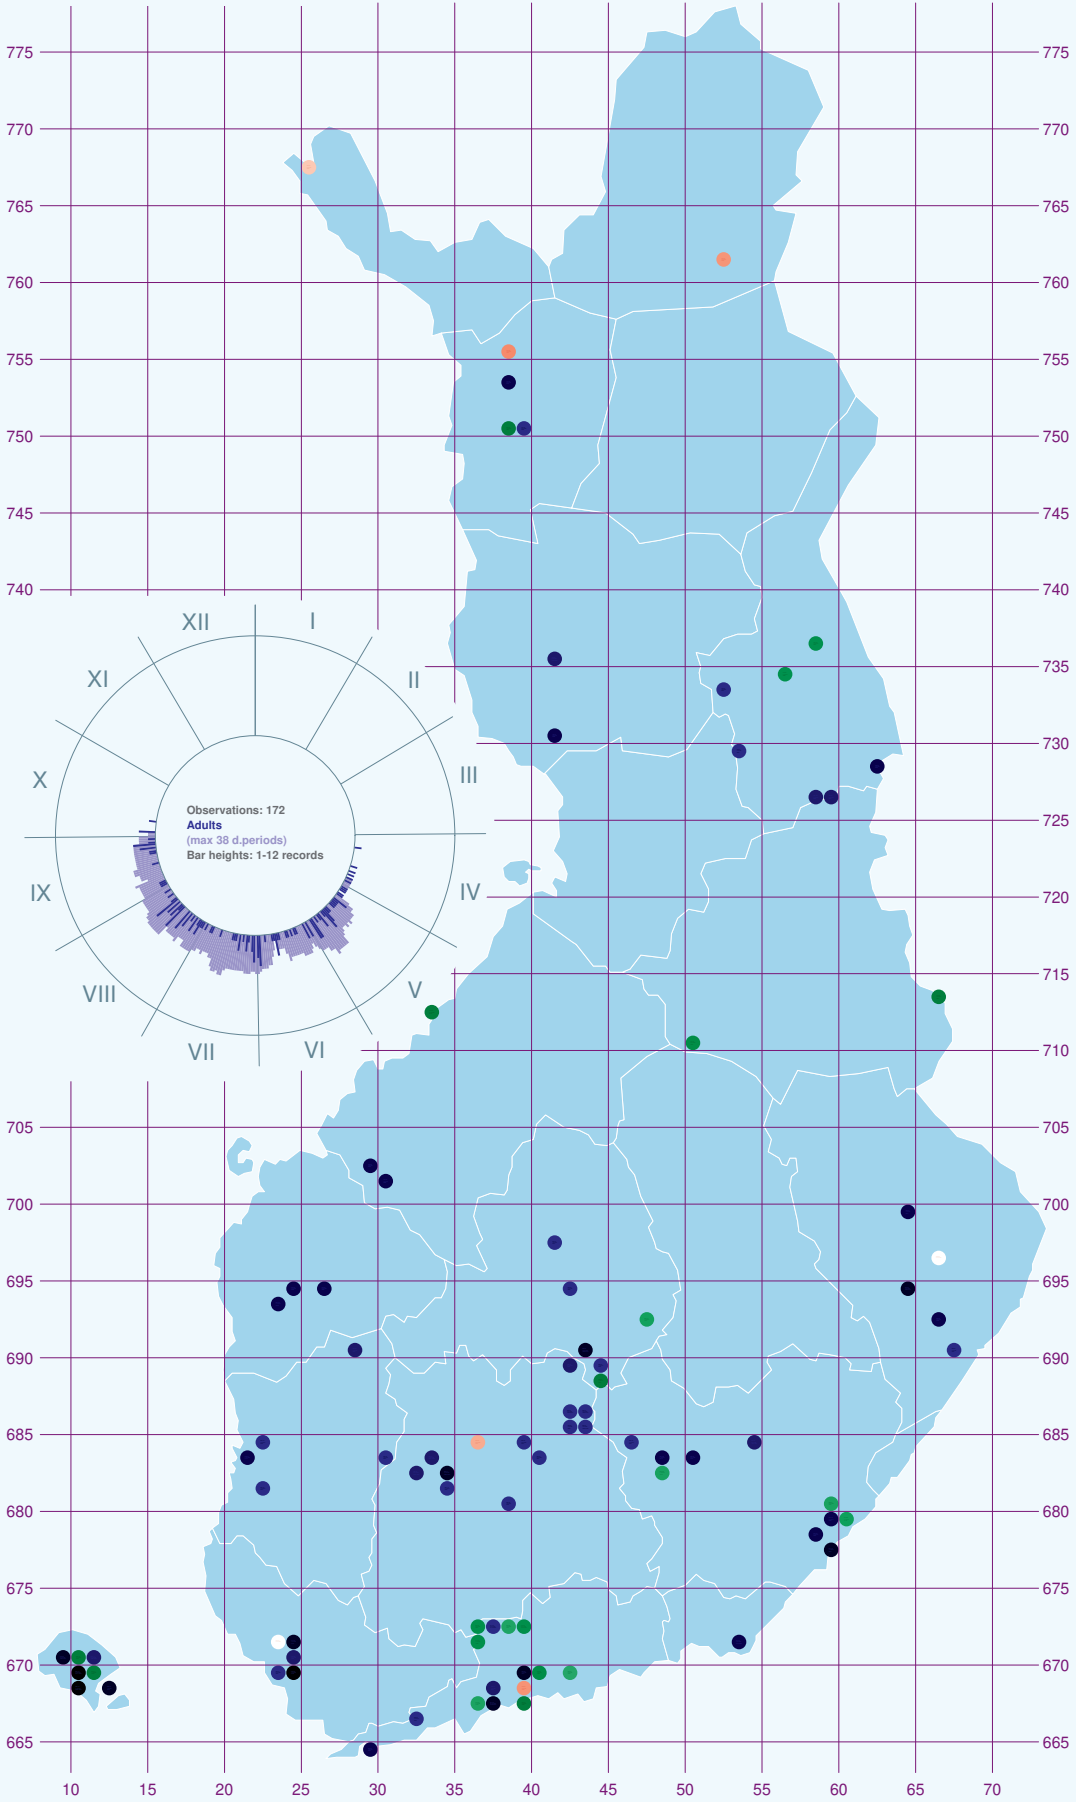 775 775
770 770
765 765
760 760
755 755
750 750
745 745
740 740
XII I
XI II
735
730
X III
Observations: 172
Adults
(max 38 d.periods)
Bar heights: 1-12 records
725
IX IV
720
715
VIII V
VII VI
710
705 705
700 700
695 695
690 690
685 685
680 680
675 675
670 670
665 665
10 15 20 25 30 35 40 45 50 55 60 65 70